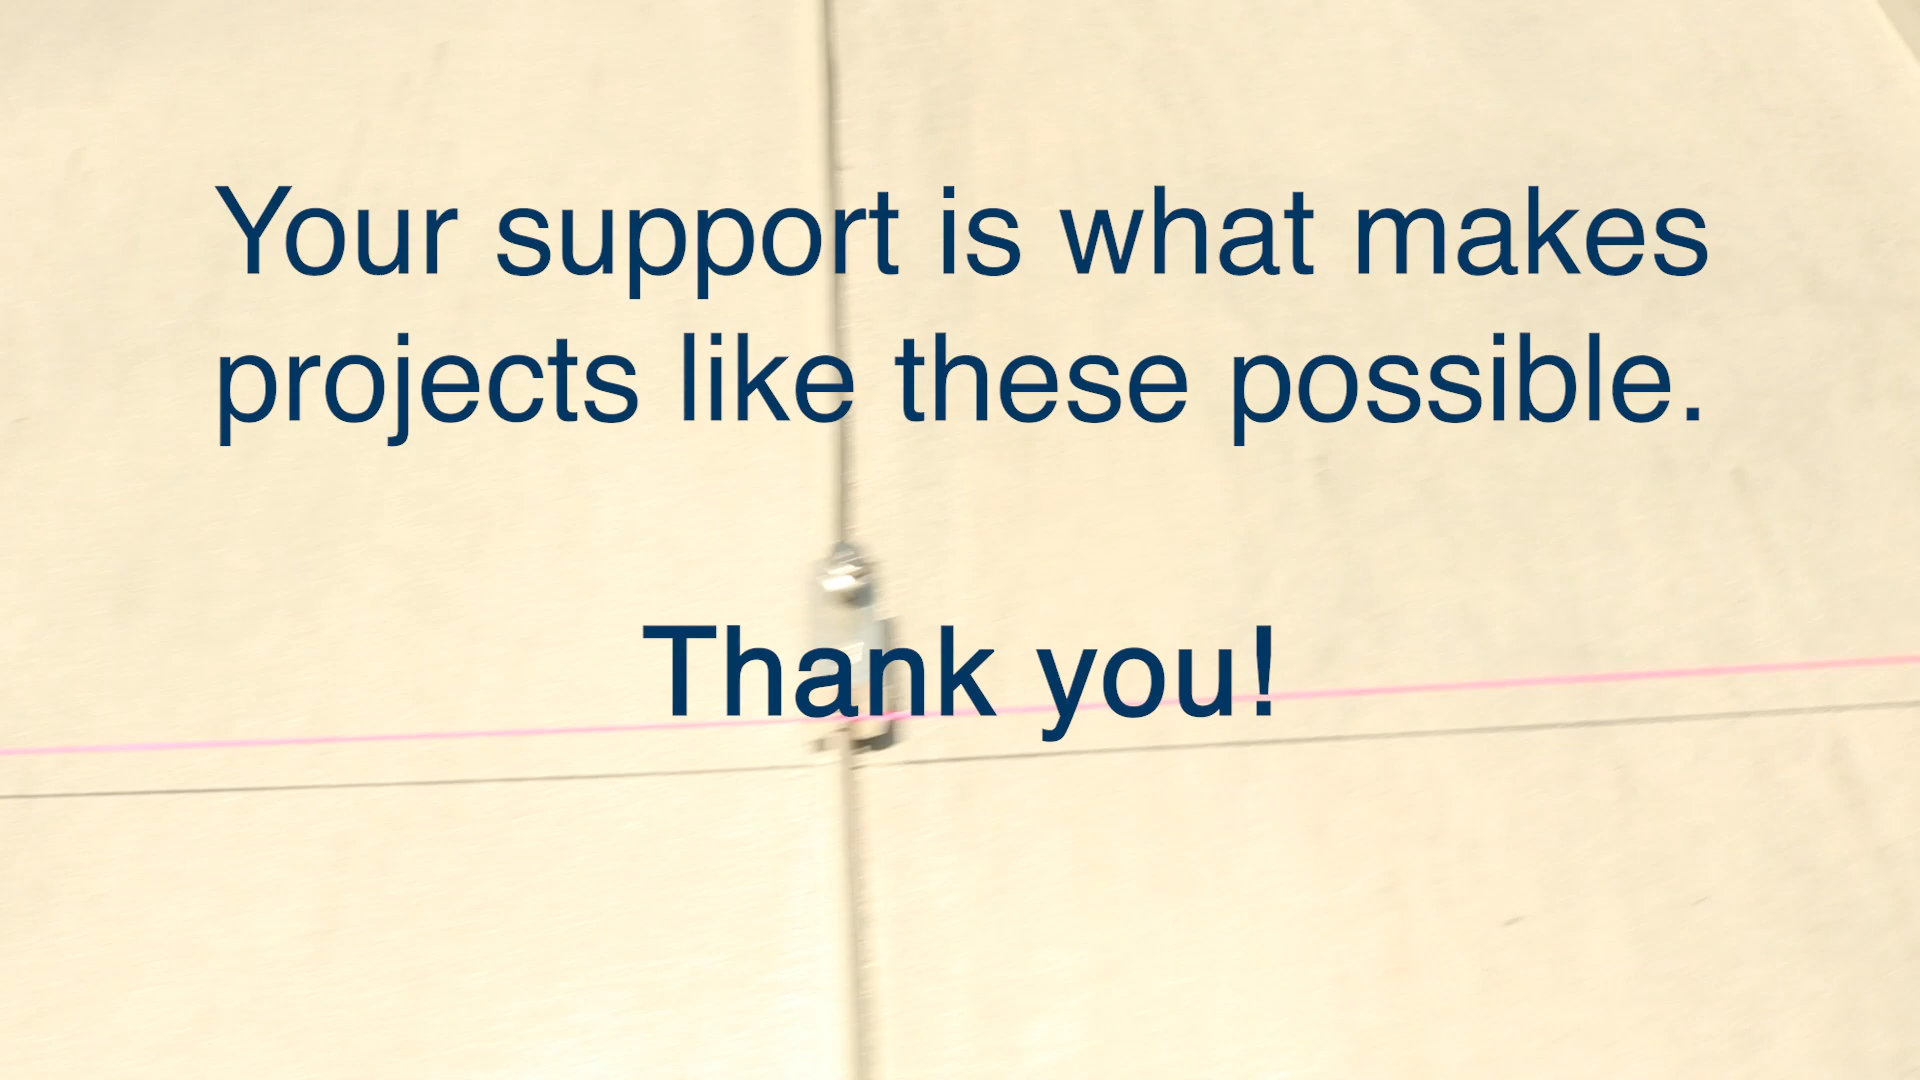 Your support is what makes
projects like these possible.
Thank you!